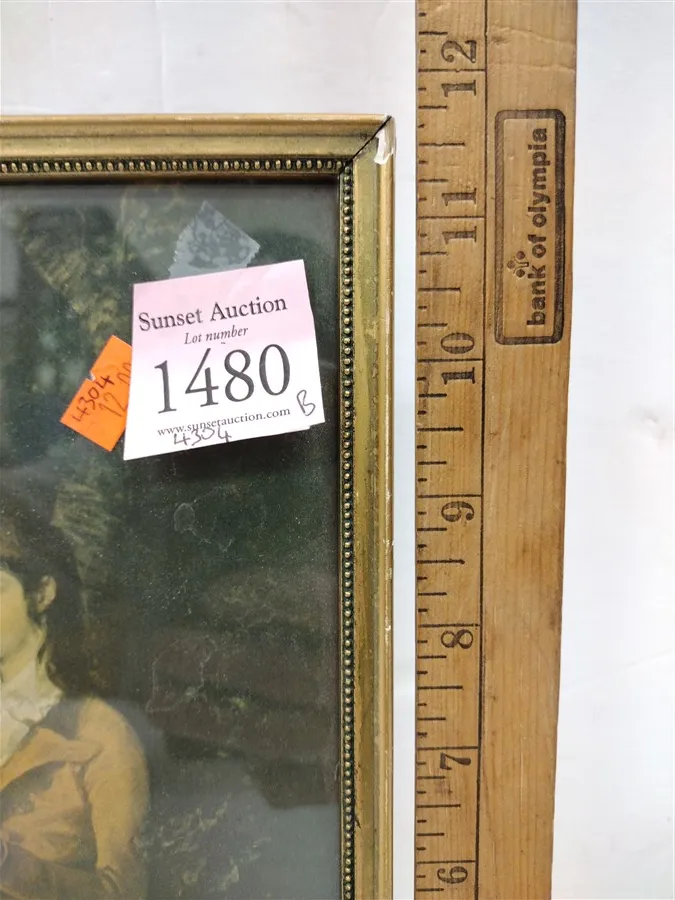 Sunset Auction
Lot number
1480
www.sunsetauction.com
4304 B
4304
12
12
11
10
9
8
7
6
bank of olympia